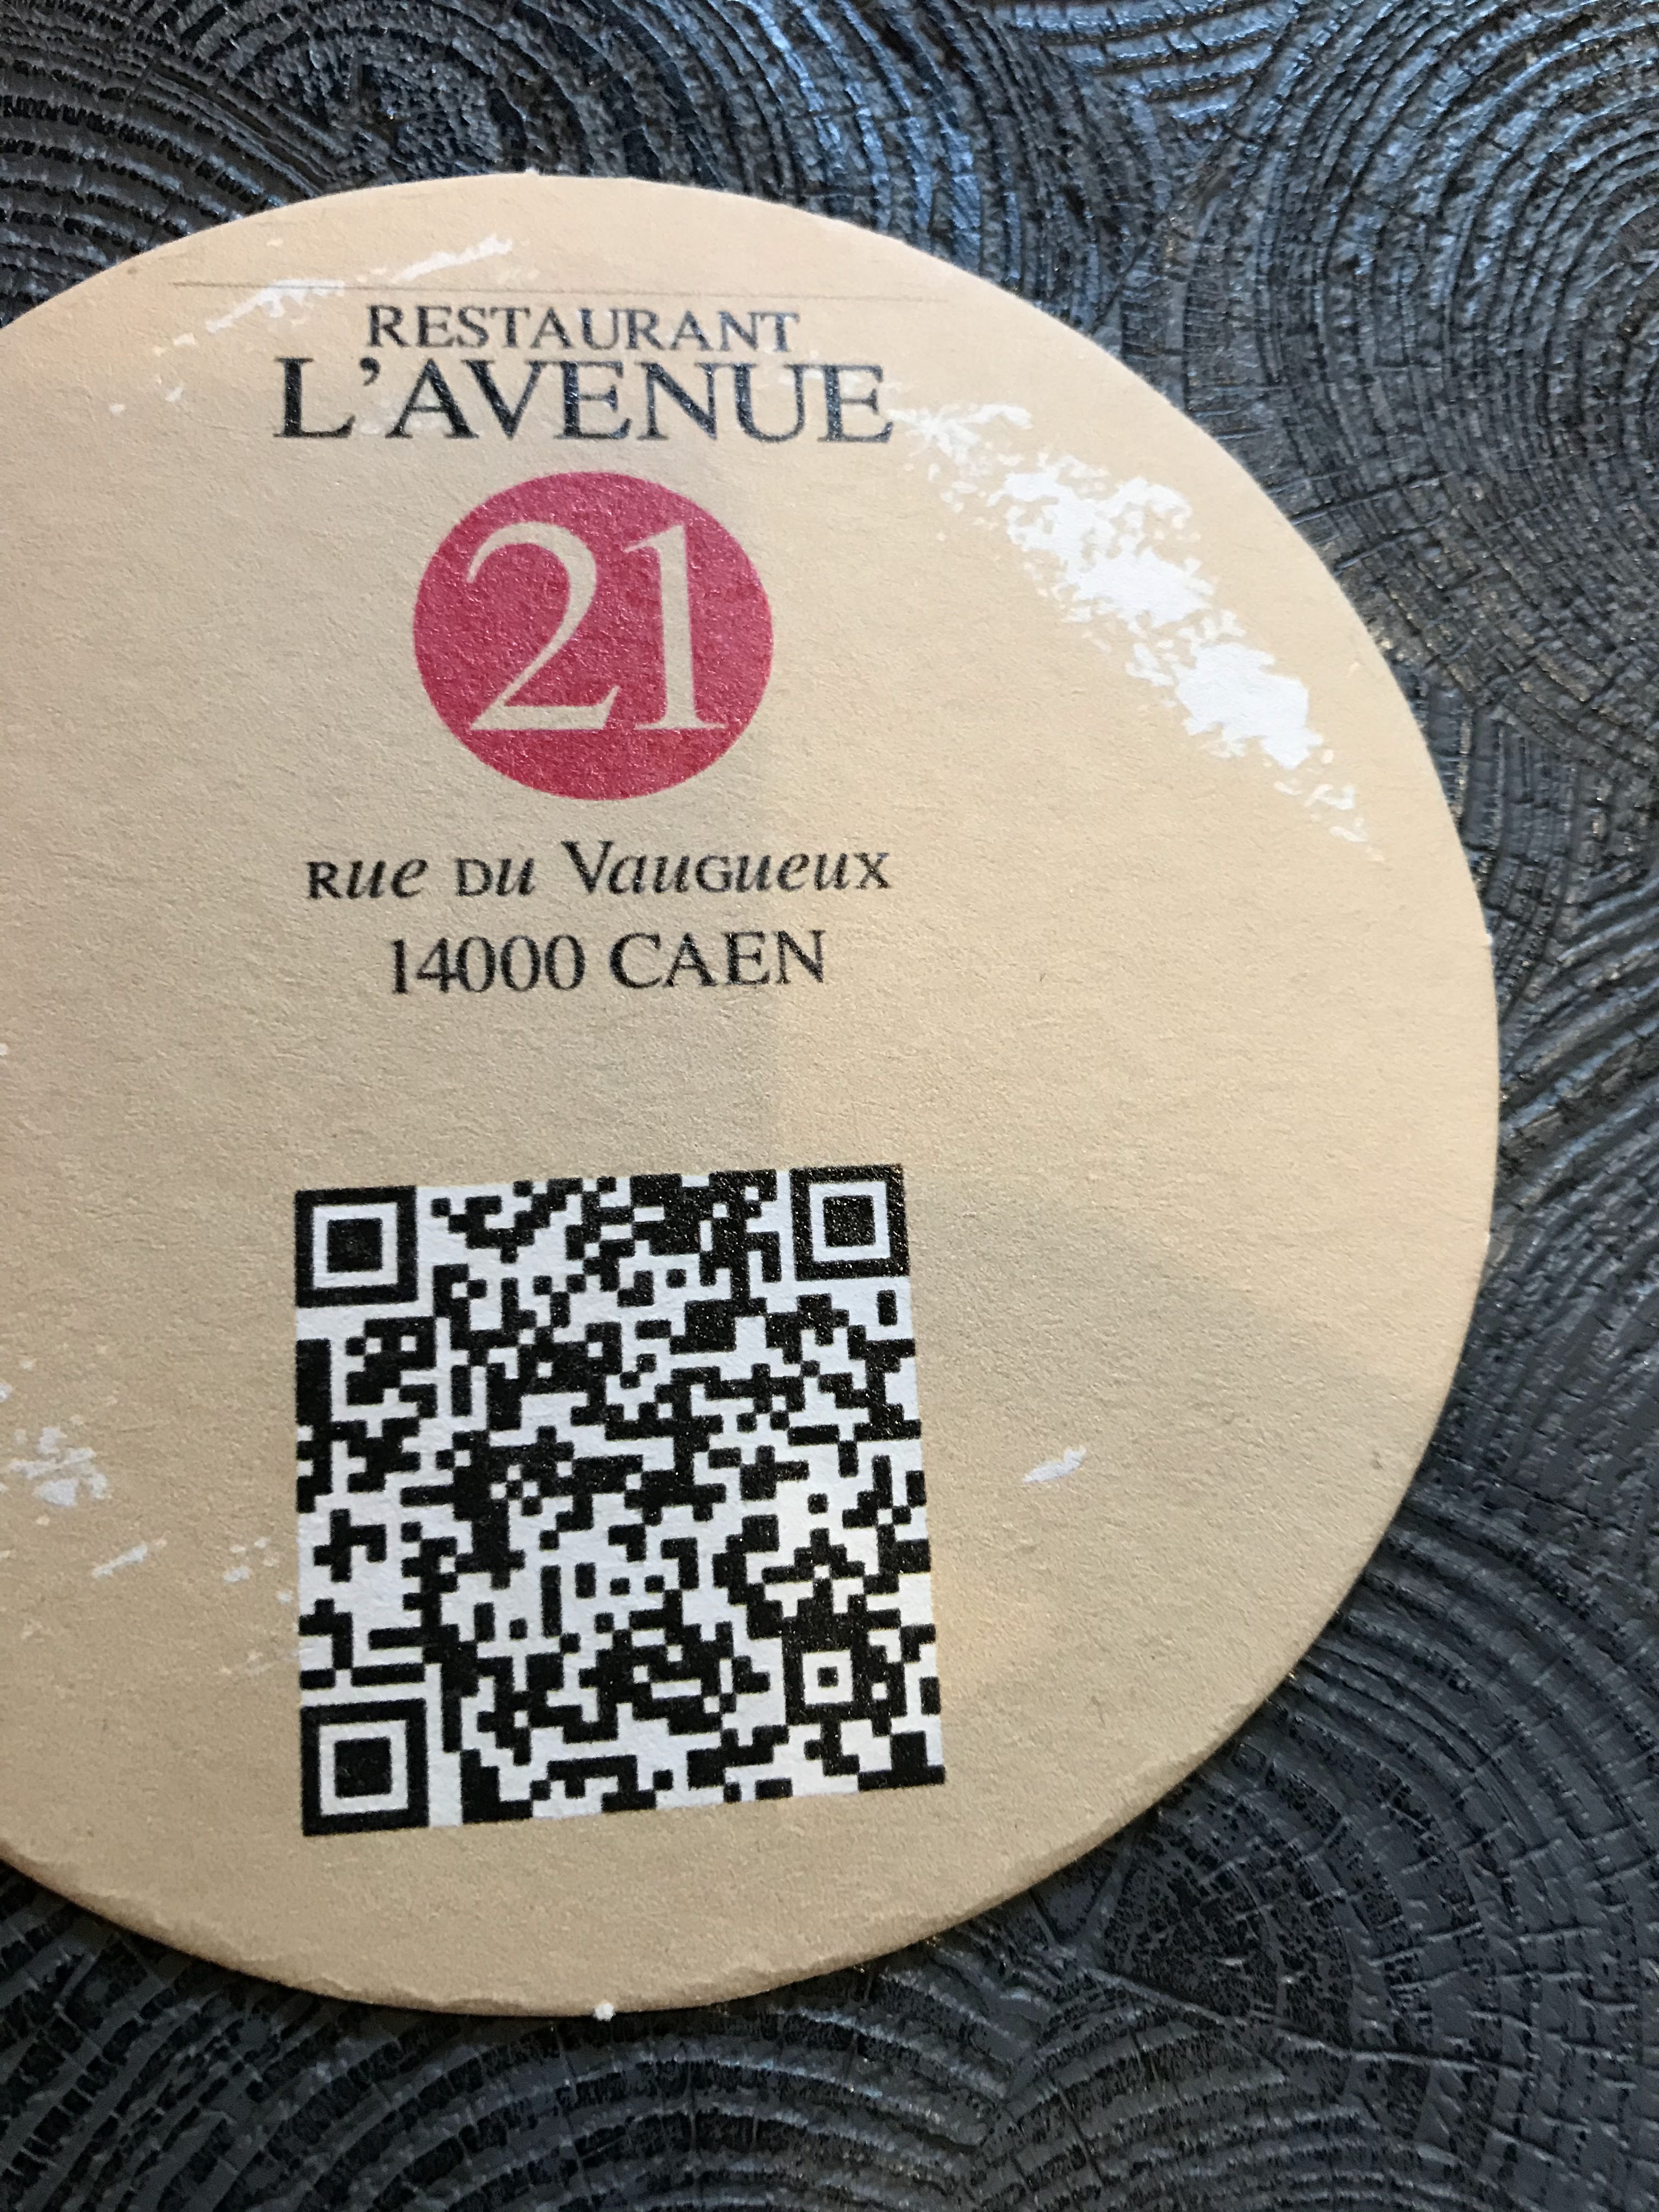 RESTAURANT
L'AVENUE
21
Rue Du VauGueux
14000 CAEN